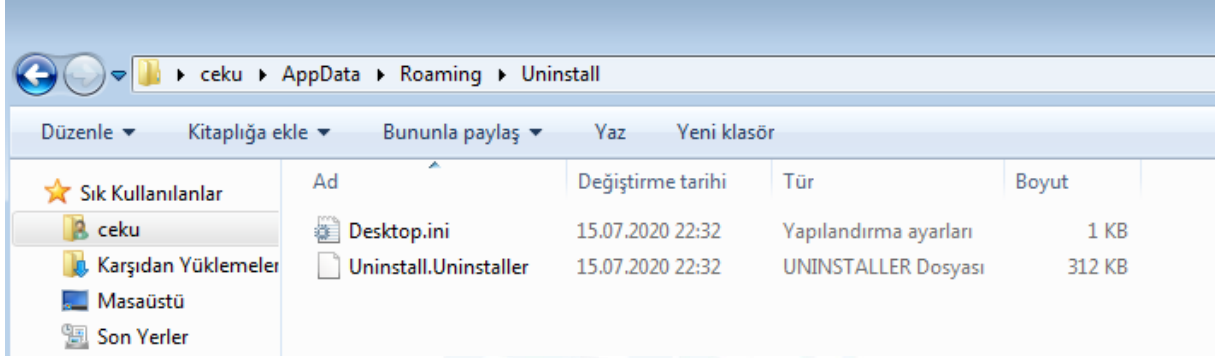 ceku AppData Roaming Uninstall
Düzenle Kitaplığa ekle Bununla paylaş Yaz Yeni klasör
Sık Kullanılanlar
ceku
Karşıdan Yüklemeler
Masaüstü
Son Yerler
Ad Değiştirme tarihi Tür Boyut
Desktop.ini 15.07.2020 22:32 Yapılandırma ayarları 1 KB
Uninstall.Uninstaller 15.07.2020 22:32 UNINSTALLER Dosyası 312 KB